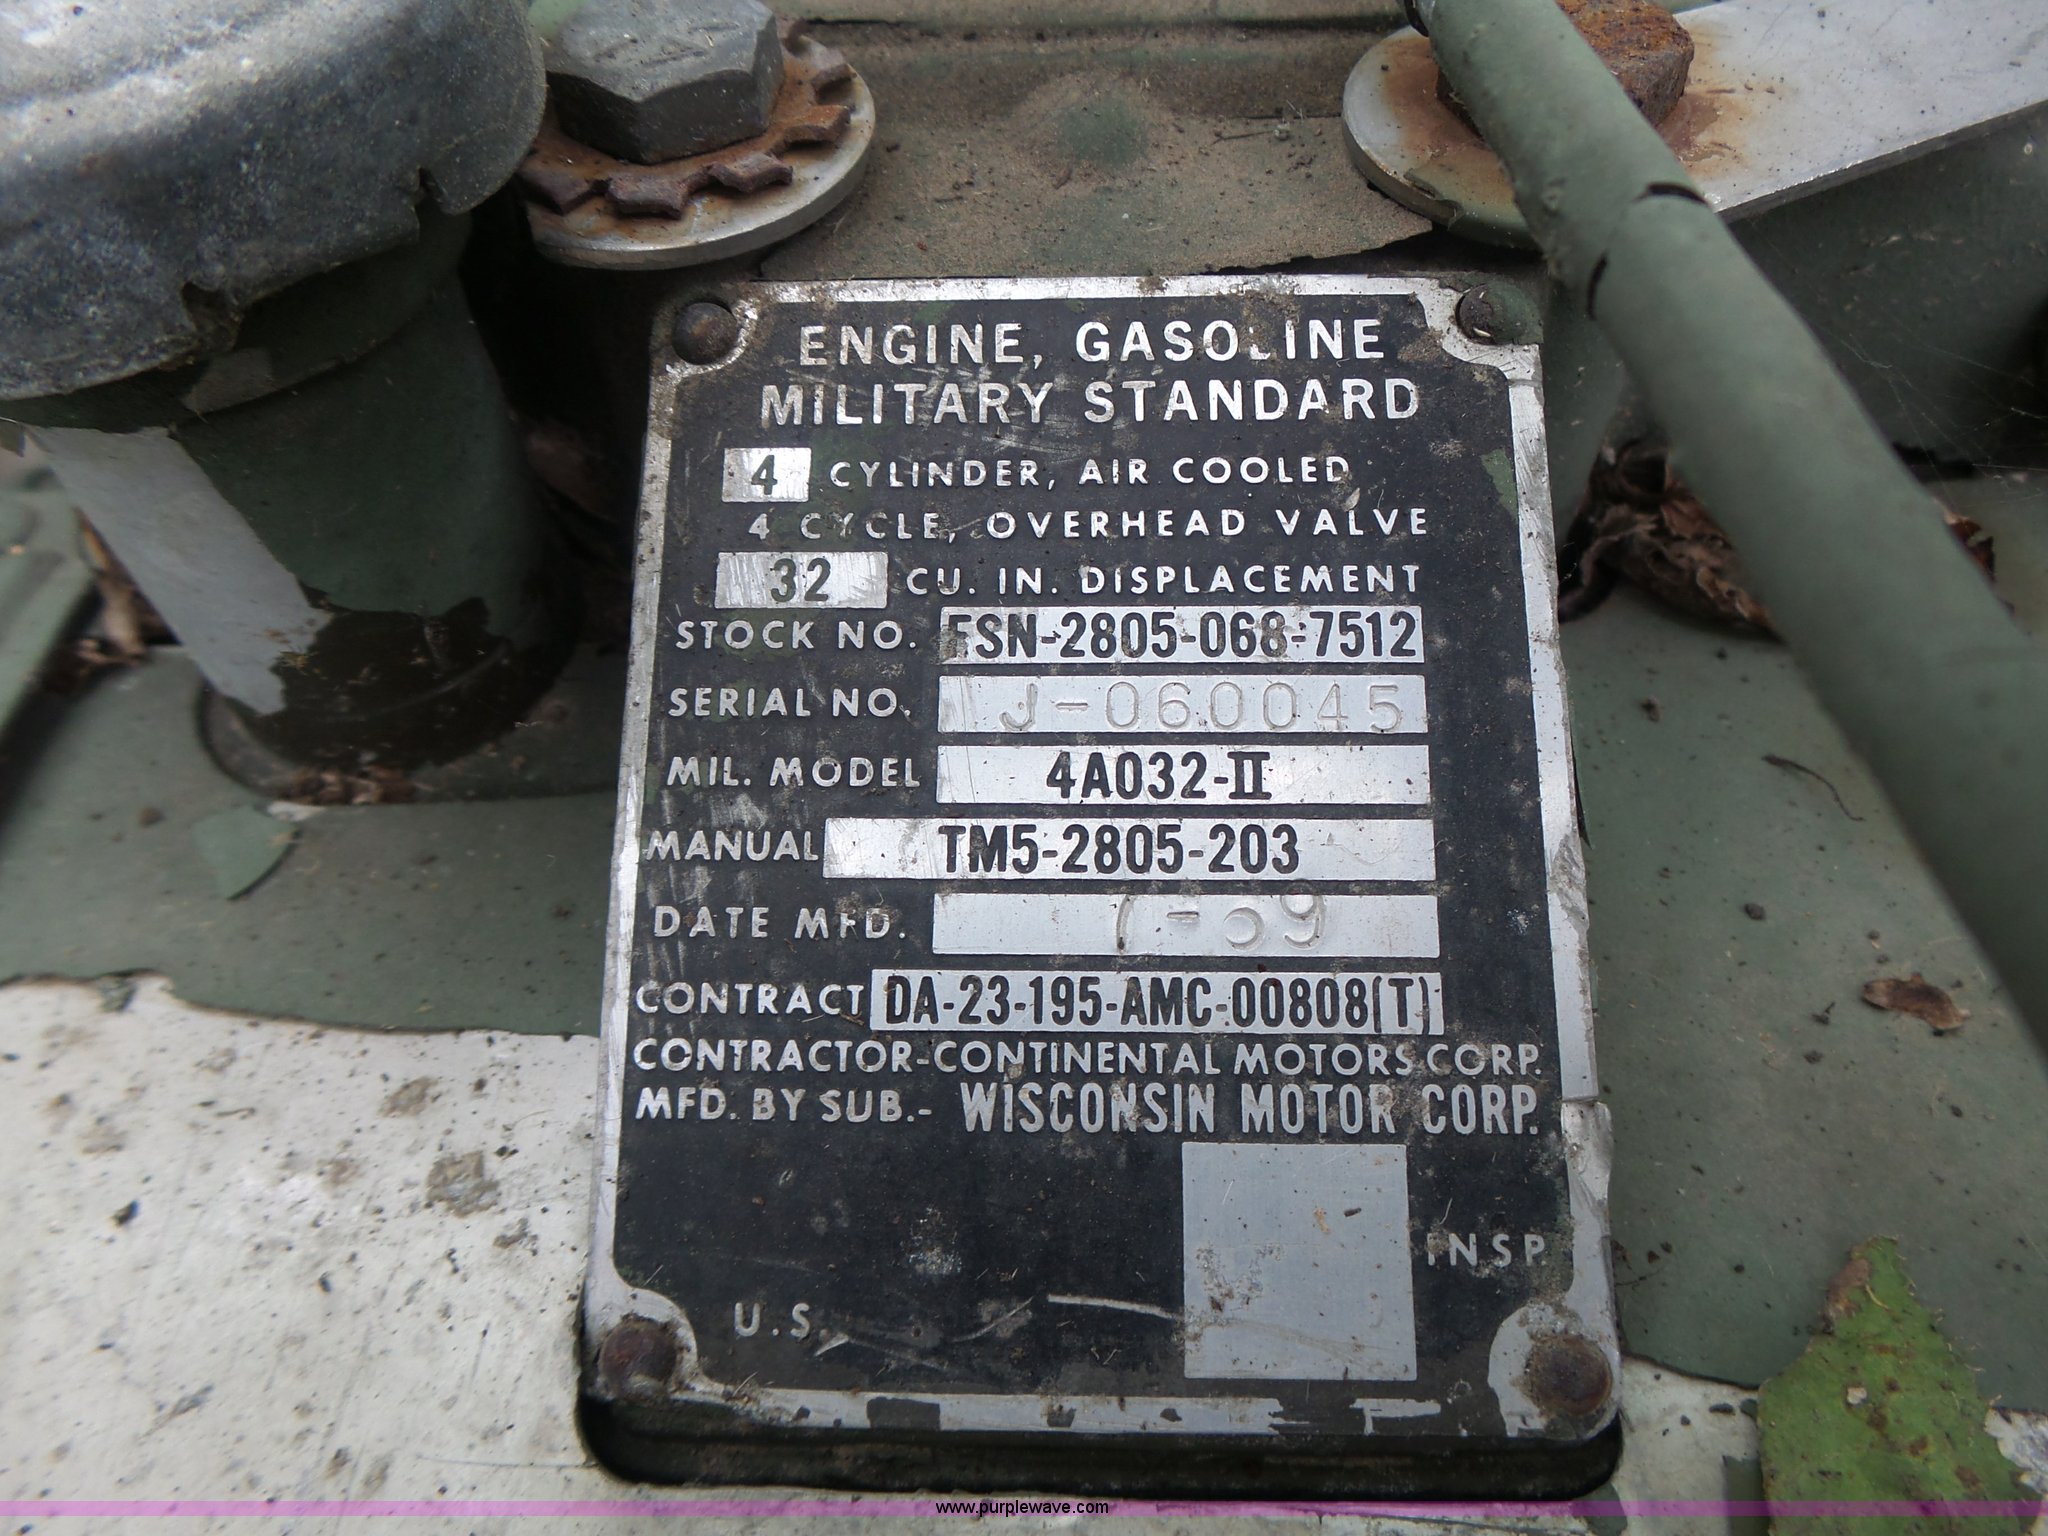 ENGINE, GASOLINE
MILITARY STANDARD
4 CYLINDER, AIR COOLED
4 CYCLE, OVERHEAD VALVE
32 CU. IN. DISPLACEMENT
STOCK NO. FSN-2805-068-7512
SERIAL NO. J-060045
MIL. MODEL 4A032-II
MANUAL TM5-2805-203
DATE MFD.
CONTRACT DA-23-195-AMC-00808(T)
CONTRACTOR-CONTINENTAL MOTORS CORP.
MFD. BY SUB.- WISCONSIN MOTOR CORP.
INSP
U.S.
www.purplewave.com